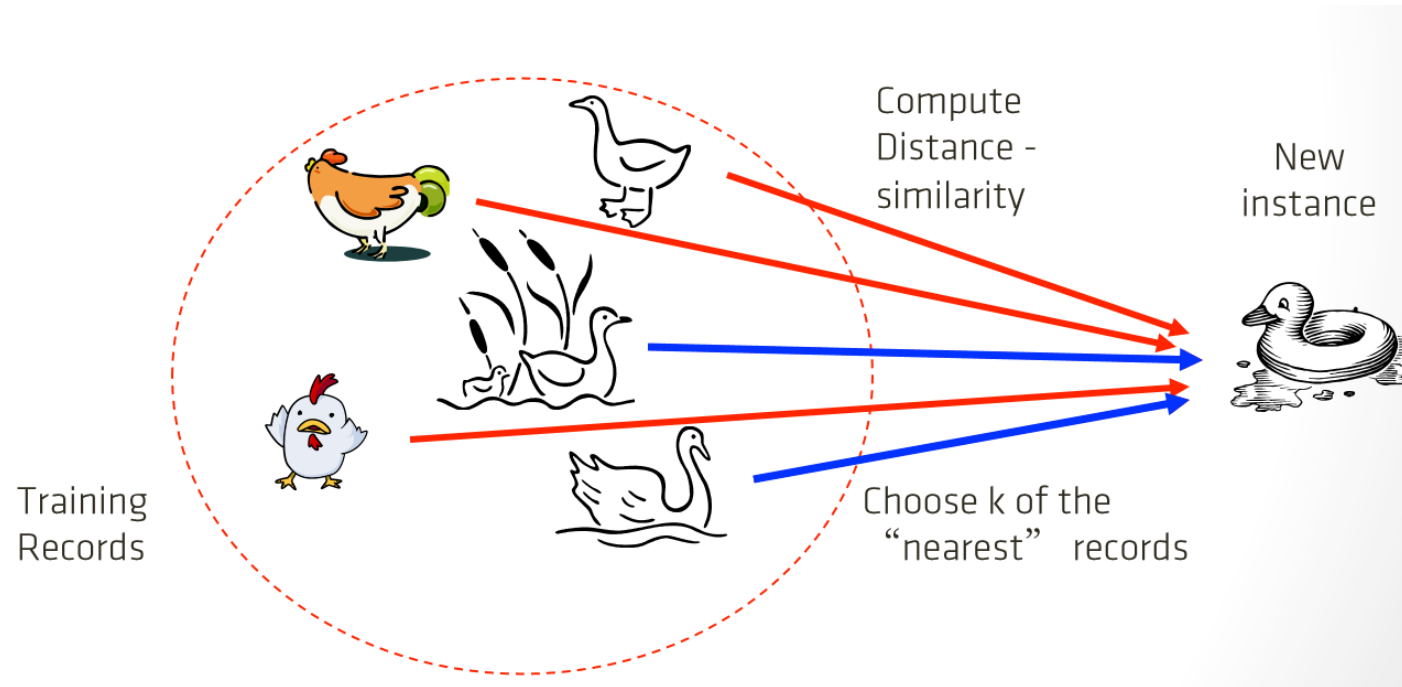 Compute
Distance -
similarity
New
instance
Training
Records
Choose k of the
“nearest” records